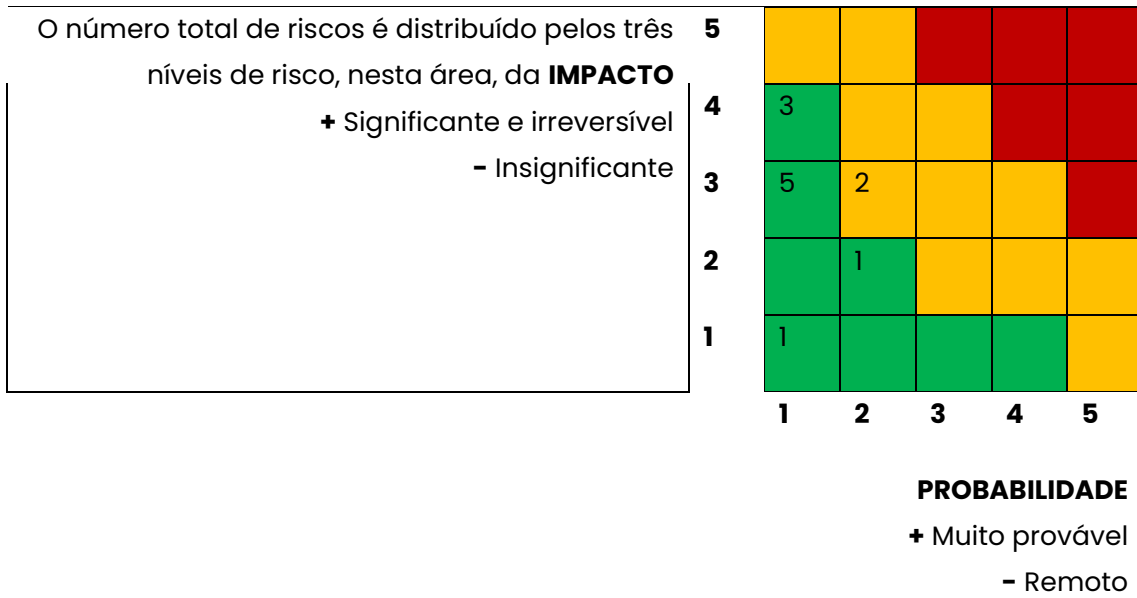 O número total de riscos é distribuído pelos três
níveis de risco, nesta área, da IMPACTO
+ Significante e irreversível
- Insignificante
5
4 3
3 5 2
2 1
1 1
1 2 3 4 5
PROBABILIDADE
+ Muito provável
- Remoto